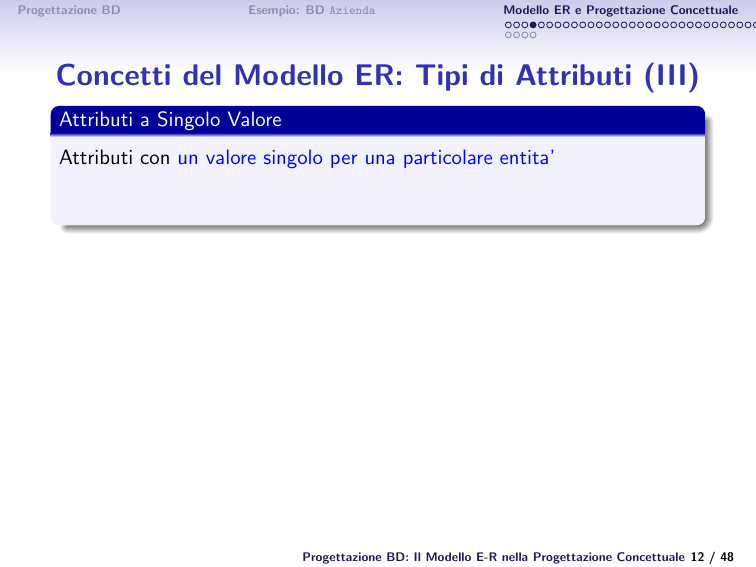 Progettazione BD
Esempio: BD Azienda
Modello ER e Progettazione Concettuale
Concetti del Modello ER: Tipi di Attributi (III)
Attributi a Singolo Valore
Attributi con un valore singolo per una particolare entita'
Progettazione BD: Il Modello E-R nella Progettazione Concettuale 12 / 48